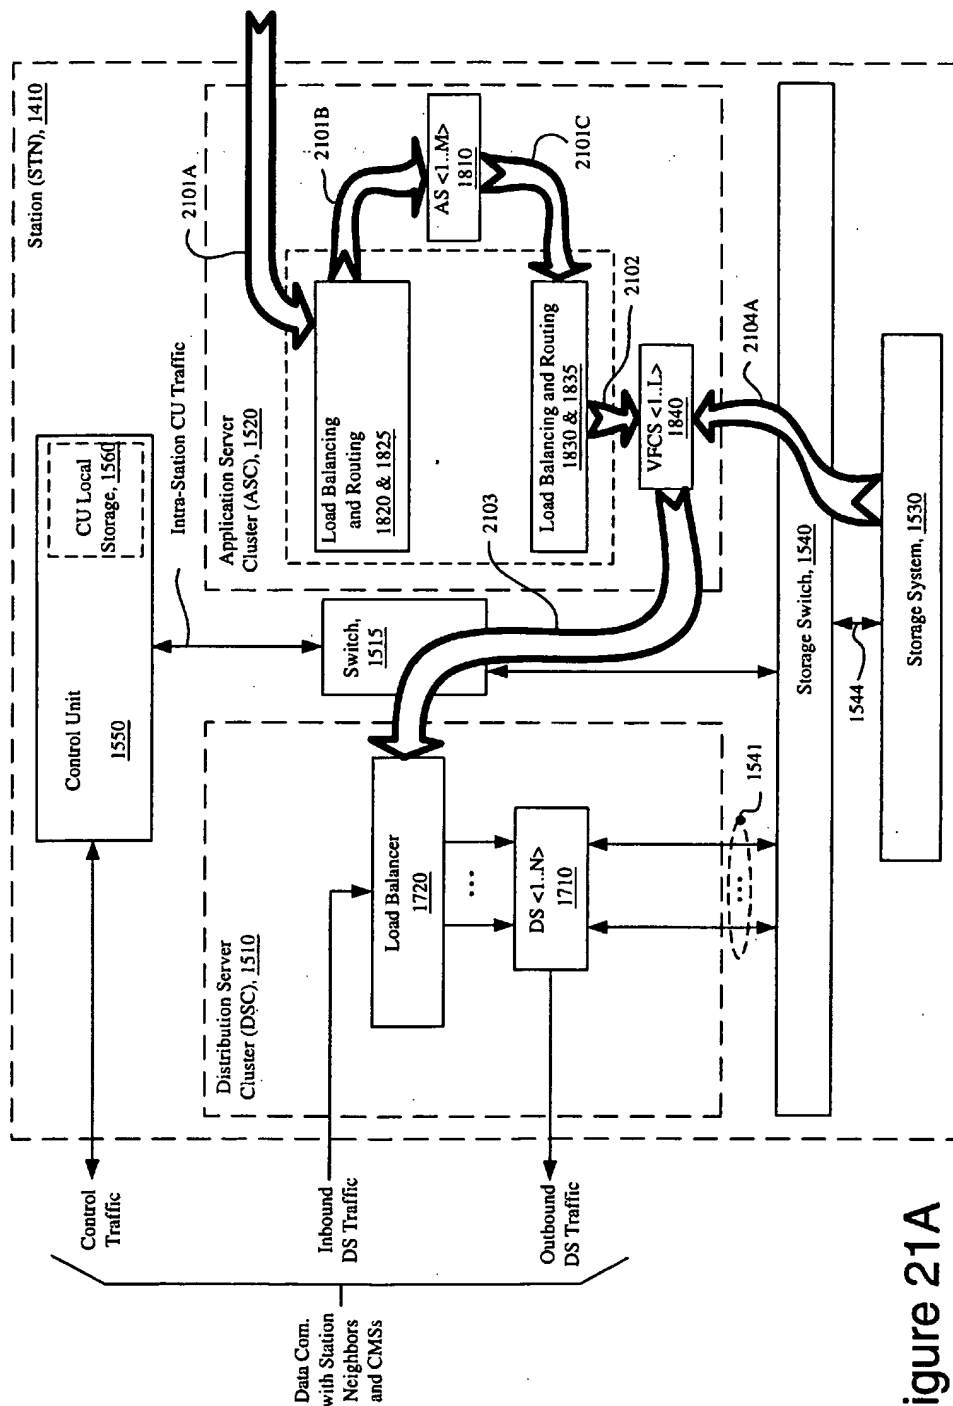 Station (STN), 1410
2101A
Control Unit
1550
CU Local
Storage, 1560
Intra-Station CU Traffic
Application Server
Cluster (ASC), 1520
Load Balancing
and Routing
1820 & 1825
2101B
AS <1..M>
1810
2101C
Load Balancing and Routing
1830 & 1835
2102
VFCS <1..L>
1840
2104A
2103
Switch,
1515
Distribution Server
Cluster (DSC), 1510
Load Balancer
1720
...
DS <1..N>
1710
...
1541
Storage Switch, 1540
1544
Storage System, 1530
Control
Traffic
Inbound
DS Traffic
Outbound
DS Traffic
Data Com.
with Station
Neighbors
and CMSs
igure 21A